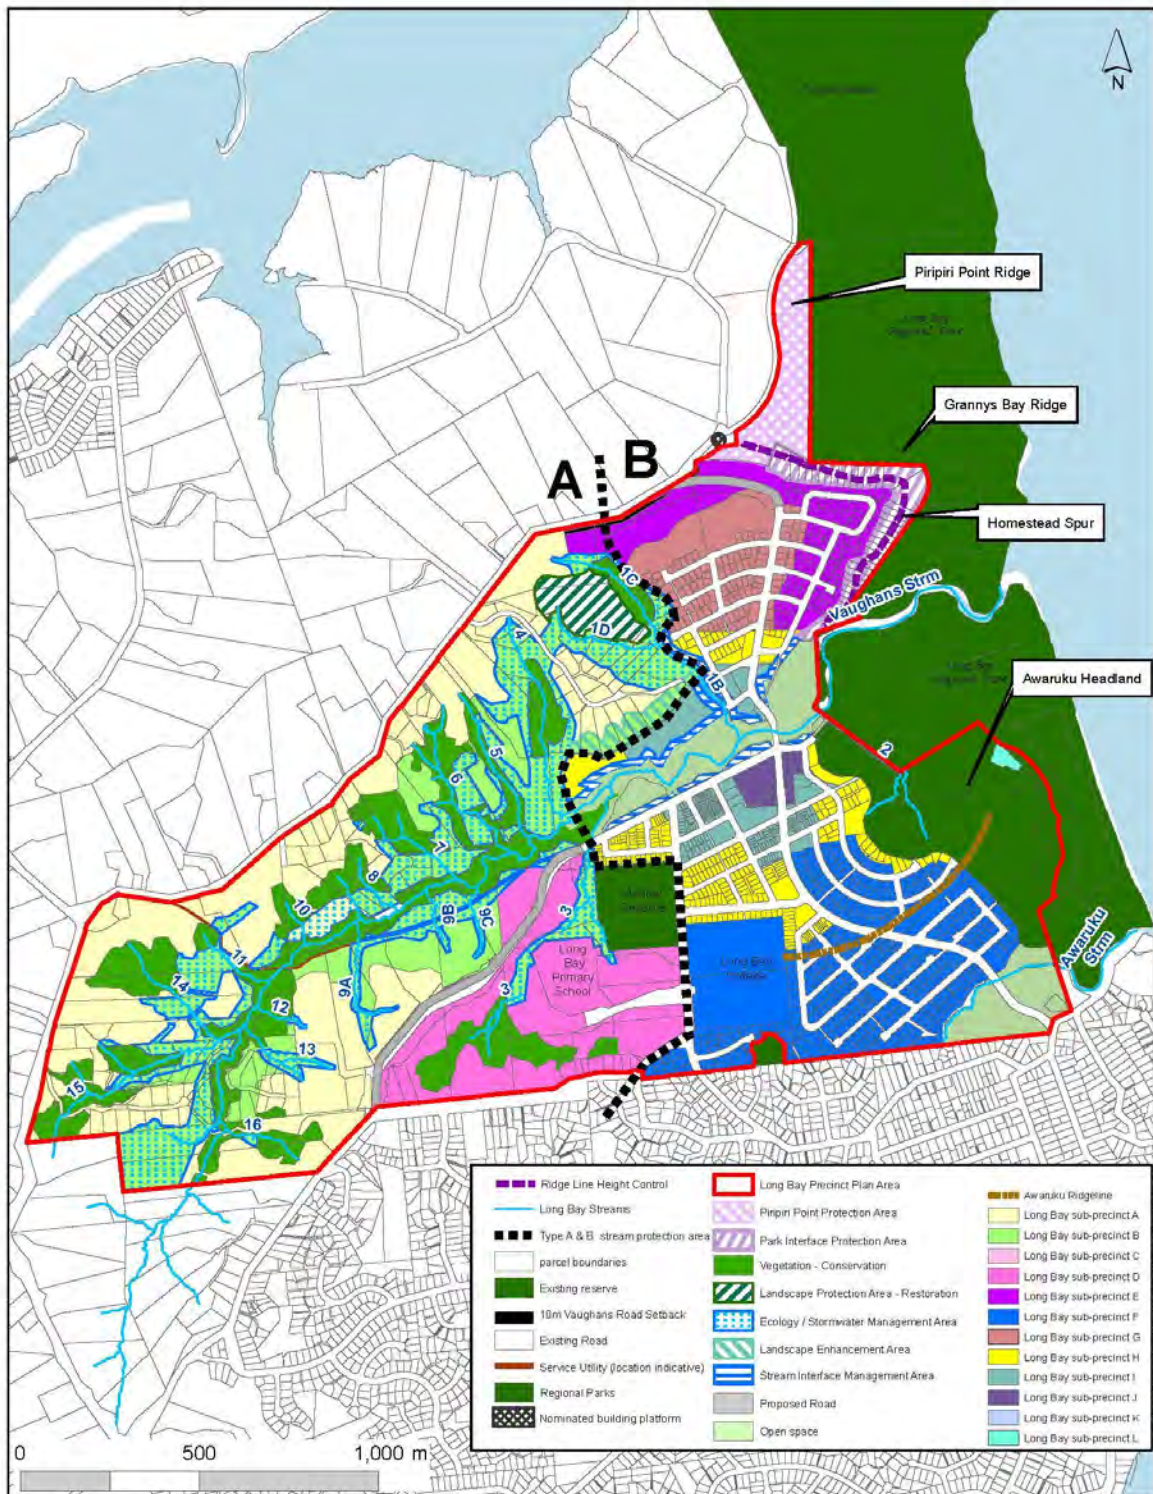 N
Piripiri Point Ridge
Long Bay
Regional Park
Grannys Bay Ridge
A
B
Homestead Spur
1C
Vaughans Strm
1D
4
1B
Awaruku Headland
2
5
6
7
8
3
10
9B
9C
Long
Bay
Primary
School
Long Bay
College
Awaruku
Strm
11
14
9A
3
12
13
15
16
Ridge Line Height Control
Long Bay Streams
Type A & B stream protection area
parcel boundaries
Existing reserve
10m Vaughans Road Setback
Existing Road
Service Utility (location indicative)
Regional Parks
Nominated building platform
Long Bay Precinct Plan Area
Piripiri Point Protection Area
Park Interface Protection Area
Vegetation - Conservation
Landscape Protection Area - Restoration
Ecology / Stormwater Management Area
Landscape Enhancement Area
Stream Interface Management Area
Proposed Road
Open space
Awaruku Ridgeline
Long Bay sub-precinct A
Long Bay sub-precinct B
Long Bay sub-precinct C
Long Bay sub-precinct D
Long Bay sub-precinct E
Long Bay sub-precinct F
Long Bay sub-precinct G
Long Bay sub-precinct H
Long Bay sub-precinct I
Long Bay sub-precinct J
Long Bay sub-precinct K
Long Bay sub-precinct L
0 500 1,000 m